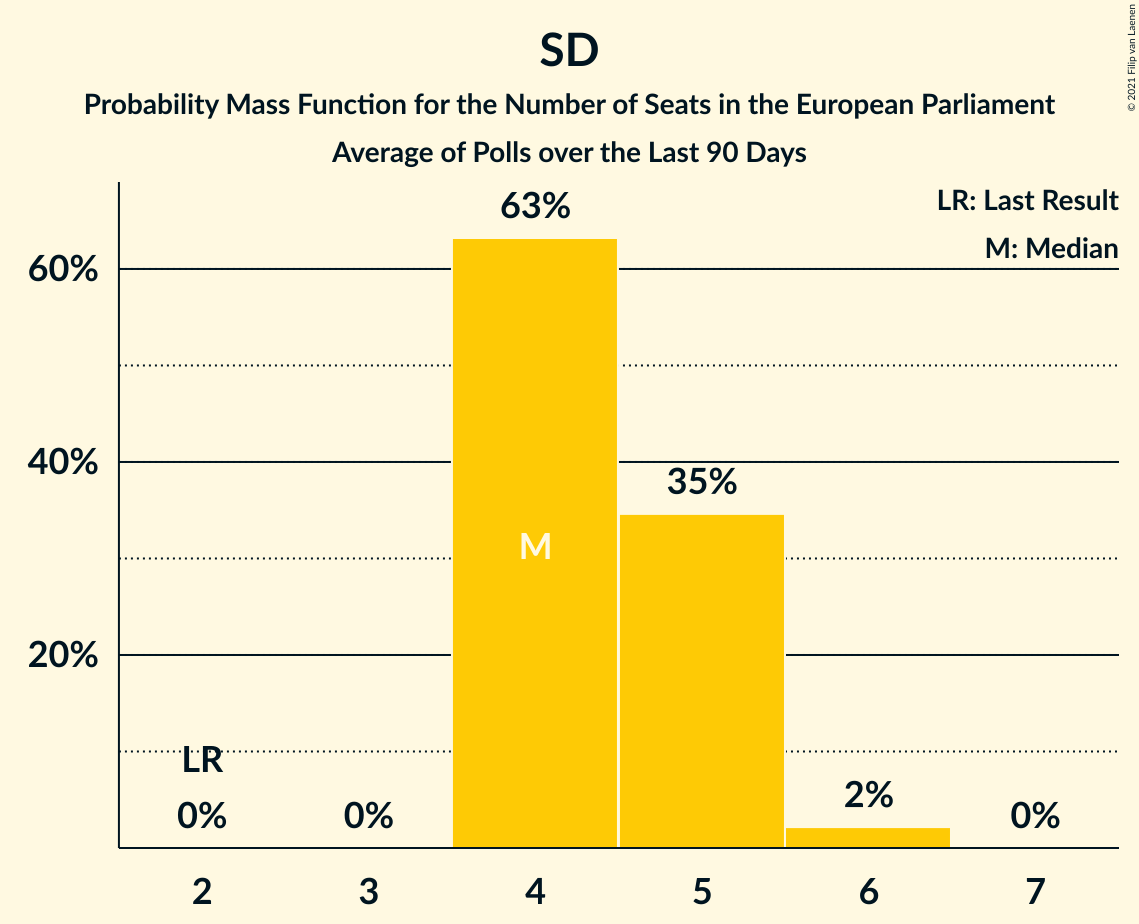 SD
Probability Mass Function for the Number of Seats in the European Parliament
Average of Polls over the Last 90 Days
© 2021 Filip van Laenen
LR: Last Result
M: Median
63%
60%
40%
35%
M
20%
LR
0%
0%
2%
0%
2
3
4
5
6
7